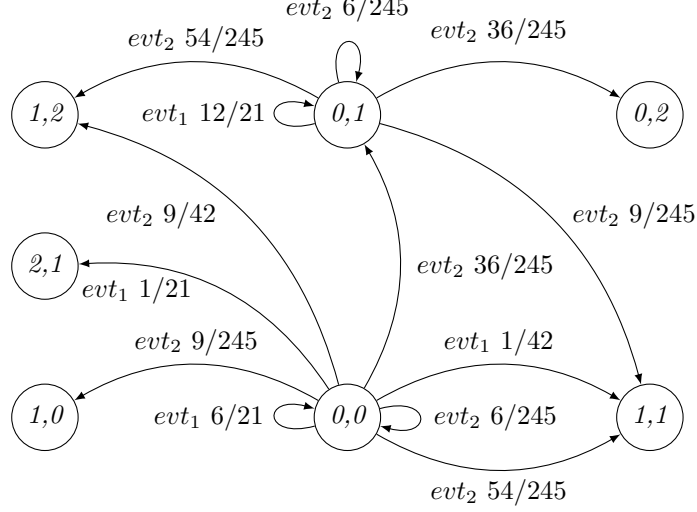 evt₂ 6/245
evt₂ 54/245
evt₂ 36/245
1,2
evt₁ 12/21
0,1
0,2
evt₂ 9/42
evt₂ 9/245
2,1
evt₁ 1/21
evt₂ 36/245
evt₂ 9/245
evt₁ 1/42
1,0
evt₁ 6/21
0,0
evt₂ 6/245
1,1
evt₂ 54/245